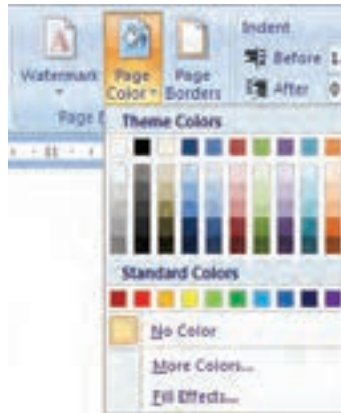 Watermark
Page Color
Page Borders
Indent
Before
After
Page
Theme Colors
Standard Colors
No Color
More Colors...
Fill Effects...